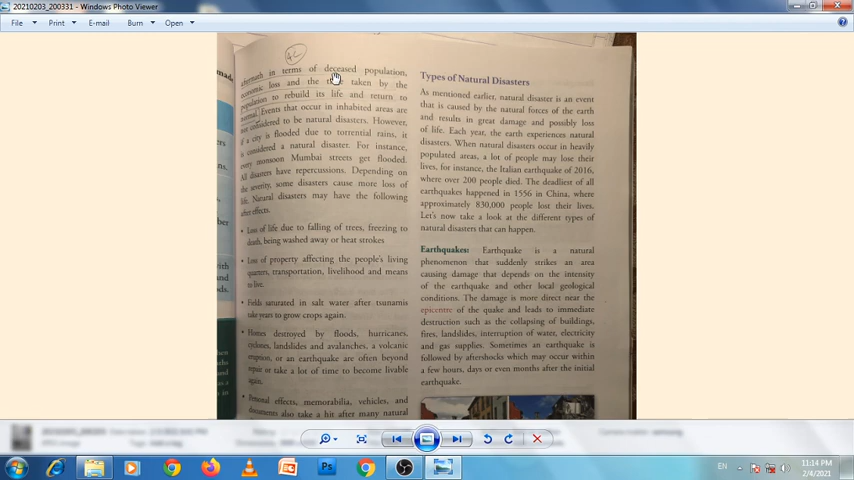 20210203_200331 - Windows Photo Viewer
File Print E-mail Burn Open
aftermath in terms of deceased population,
economic loss and the time taken by the
population to rebuild its life and return to
normal. Events that occur in inhabited areas are
not considered to be natural disasters. However,
if a city is flooded due to torrential rains, it
is considered a natural disaster. For instance,
every monsoon Mumbai streets get flooded.
All disasters have repercussions. Depending on
the severity, some disasters cause more loss of
life. Natural disasters may have the following
after effects.
• Loss of life due to falling of trees, freezing to
death, being washed away or heat strokes
• Loss of property affecting the people's living
quarters, transportation, livelihood and means
to live.
• Fields saturated in salt water after tsunamis
take years to grow crops again.
• Homes destroyed by floods, hurricanes,
cyclones, landslides and avalanches, a volcanic
eruption, or an earthquake are often beyond
repair or take a lot of time to become livable
again.
• Personal effects, memorabilia, vehicles, and
documents also take a hit after many natural
Types of Natural Disasters
As mentioned earlier, natural disaster is an event
that is caused by the natural forces of the earth
and results in great damage and possibly loss
of life. Each year, the earth experiences natural
disasters. When natural disasters occur in heavily
populated areas, a lot of people may lose their
lives, for instance, the Italian earthquake of 2016,
where over 200 people died. The deadliest of all
earthquakes happened in 1556 in China, where
approximately 830,000 people lost their lives.
Let's now take a look at the different types of
natural disasters that can happen.
Earthquakes: Earthquake is a natural
phenomenon that suddenly strikes an area
causing damage that depends on the intensity
of the earthquake and other local geological
conditions. The damage is more direct near the
epicentre of the quake and leads to immediate
destruction such as the collapsing of buildings,
fires, landslides, interruption of water, electricity
and gas supplies. Sometimes an earthquake is
followed by aftershocks which may occur within
a few hours, days or even months after the initial
earthquake.
EN
11:14 PM
2/4/2021